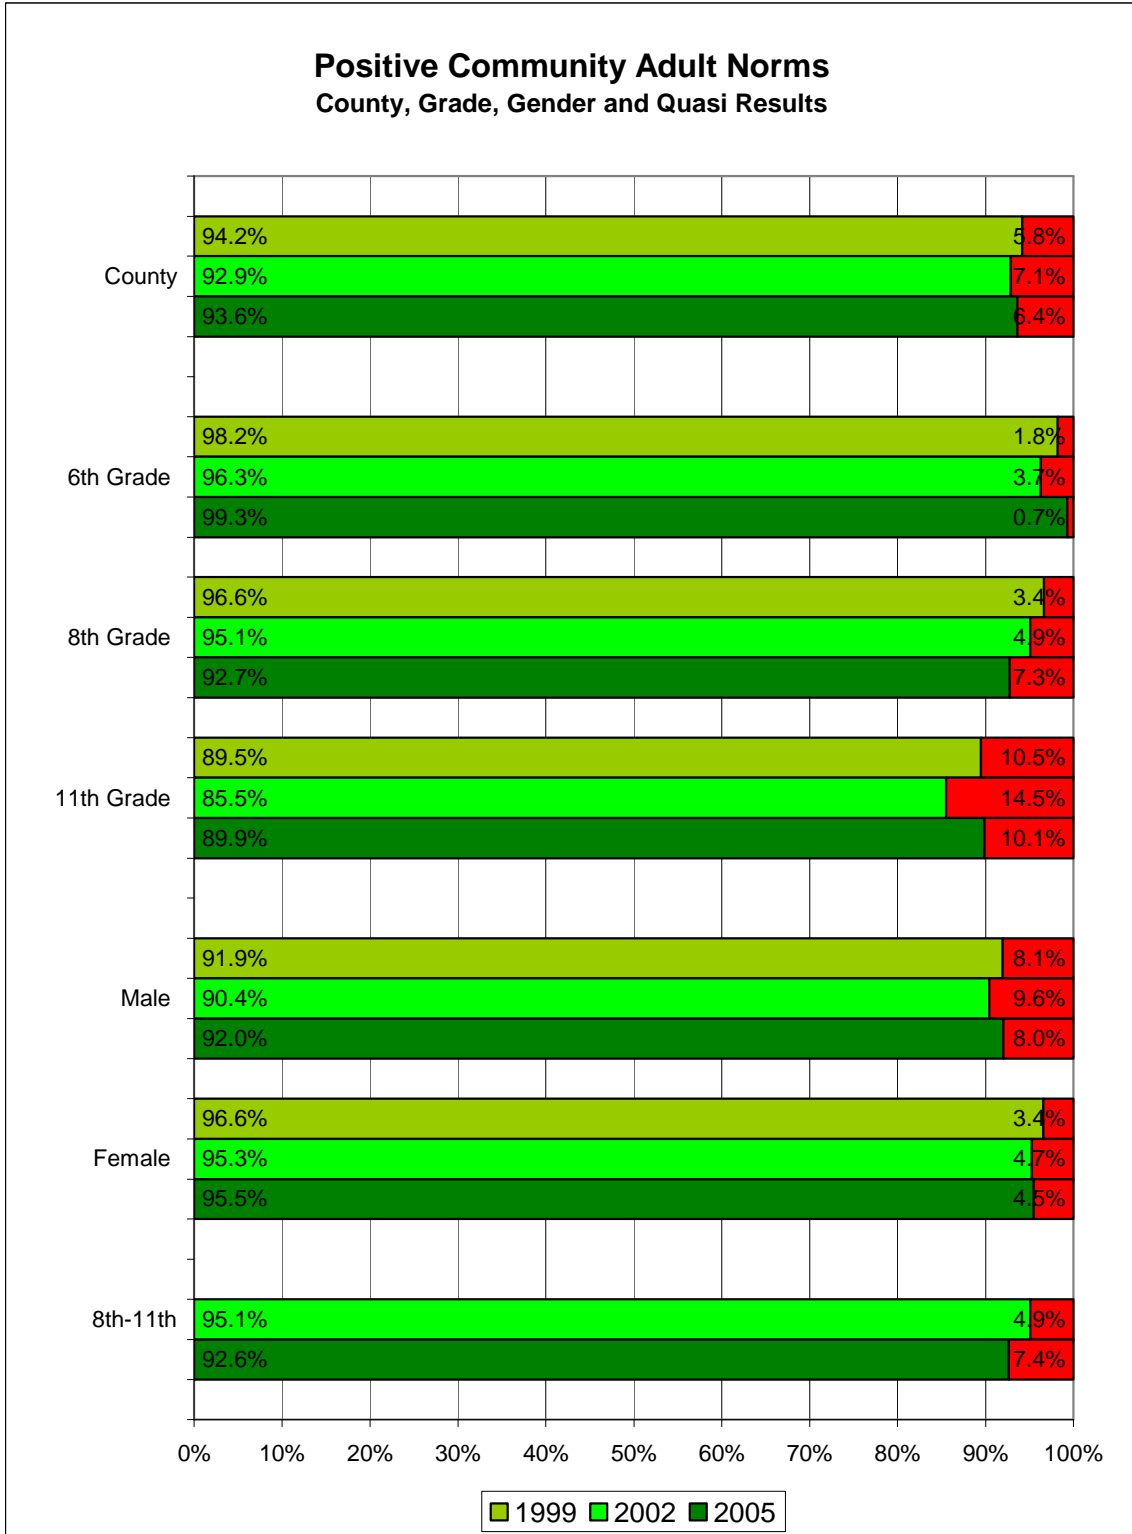 Positive Community Adult Norms
County, Grade, Gender and Quasi Results
94.2% 5.8%
County 92.9% 7.1%
93.6% 6.4%
98.2% 1.8%
6th Grade 96.3% 3.7%
99.3% 0.7%
96.6% 3.4%
8th Grade 95.1% 4.9%
92.7% 7.3%
89.5% 10.5%
11th Grade 85.5% 14.5%
89.9% 10.1%
91.9% 8.1%
Male 90.4% 9.6%
92.0% 8.0%
96.6% 3.4%
Female 95.3% 4.7%
95.5% 4.5%
8th-11th 95.1% 4.9%
92.6% 7.4%
0% 10% 20% 30% 40% 50% 60% 70% 80% 90% 100%
1999 2002 2005